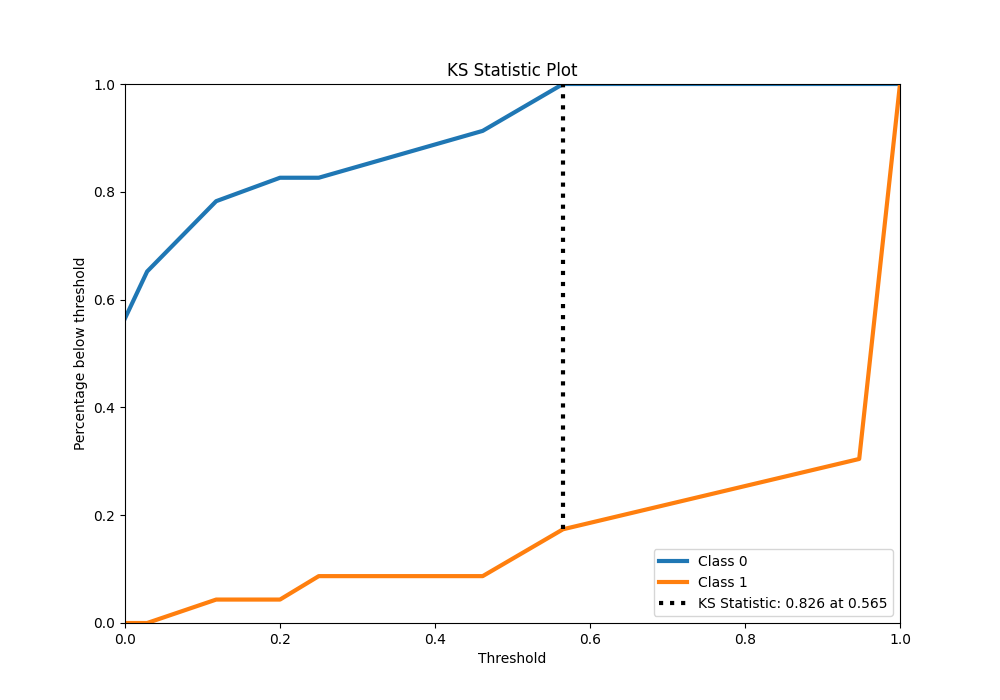 KS Statistic Plot
1.0
0.8
0.6
0.4
0.2
0.0
Percentage below threshold
Class 0
Class 1
KS Statistic: 0.826 at 0.565
0.0 0.2 0.4 0.6 0.8 1.0
Threshold